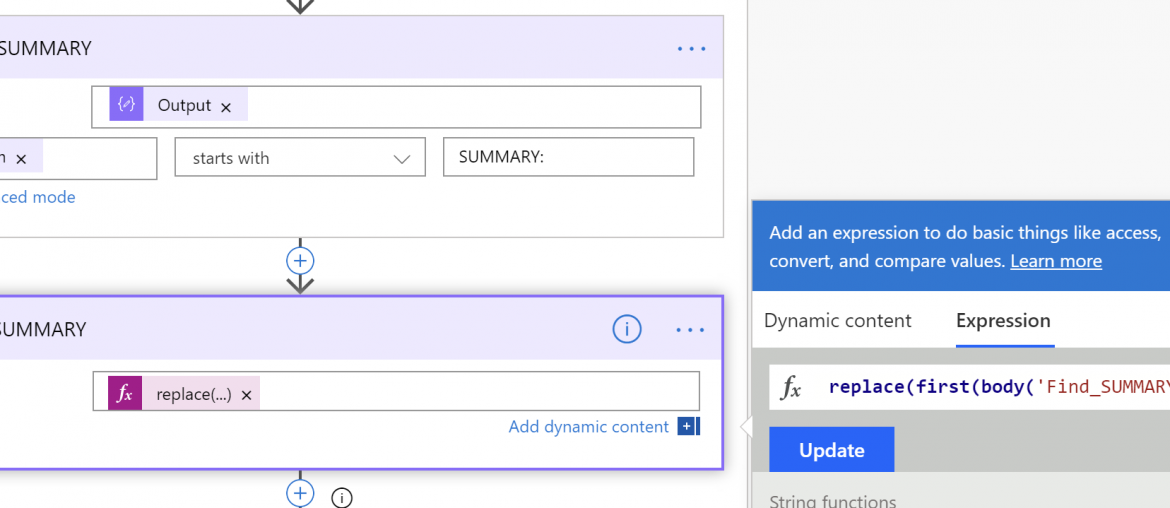 SUMMARY
Output
starts with
SUMMARY:
ced mode
Add an expression to do basic things like access,
convert, and compare values. Learn more
Dynamic content Expression
SUMMARY
fx replace(...)
fx replace(first(body('Find_SUMMARY
Add dynamic content
Update
String functions